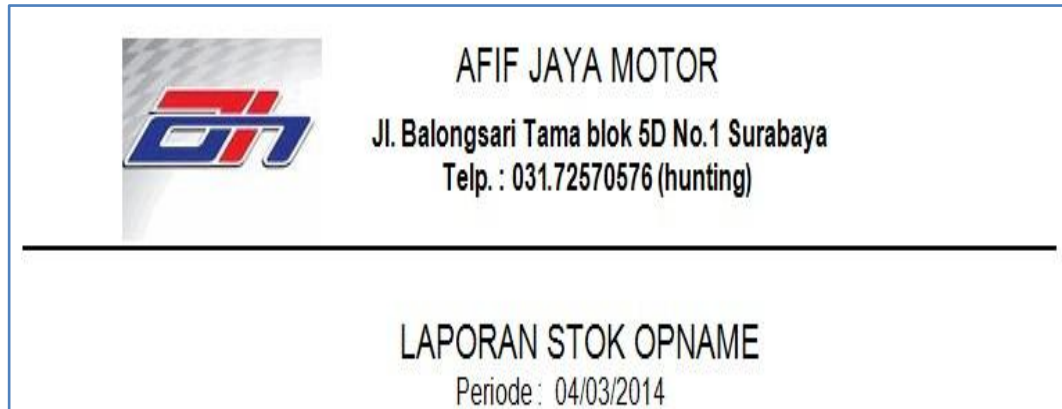 AFIF JAYA MOTOR
Jl. Balongsari Tama blok 5D No.1 Surabaya
Telp. : 031.72570576 (hunting)
LAPORAN STOK OPNAME
Periode : 04/03/2014